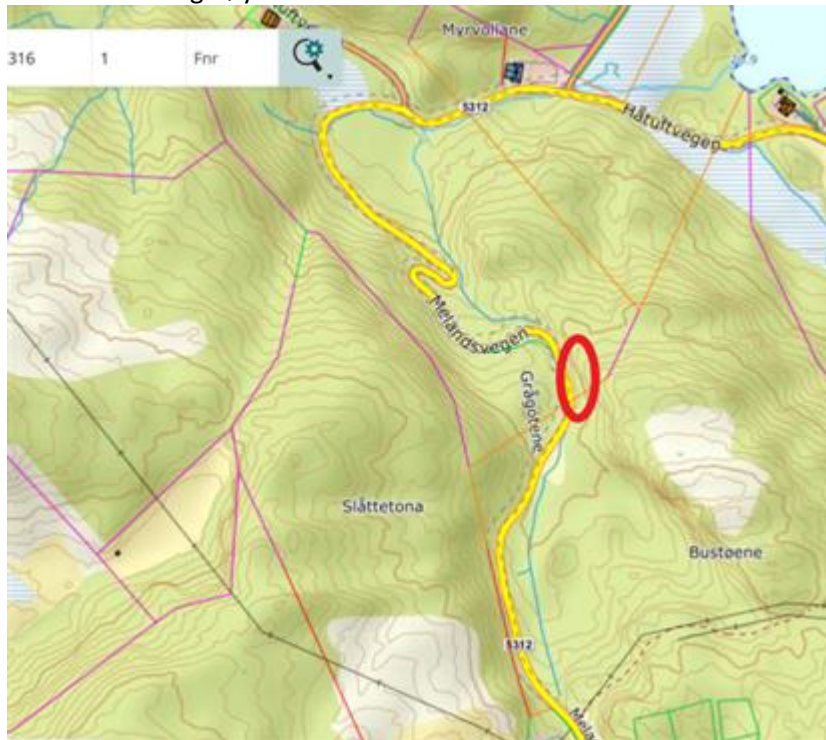 Myrvollane
316 1 Fnr
5312
Håtuftvegen
Melandsvegen
Grågotene
Slåttetona
Bustøene
5312